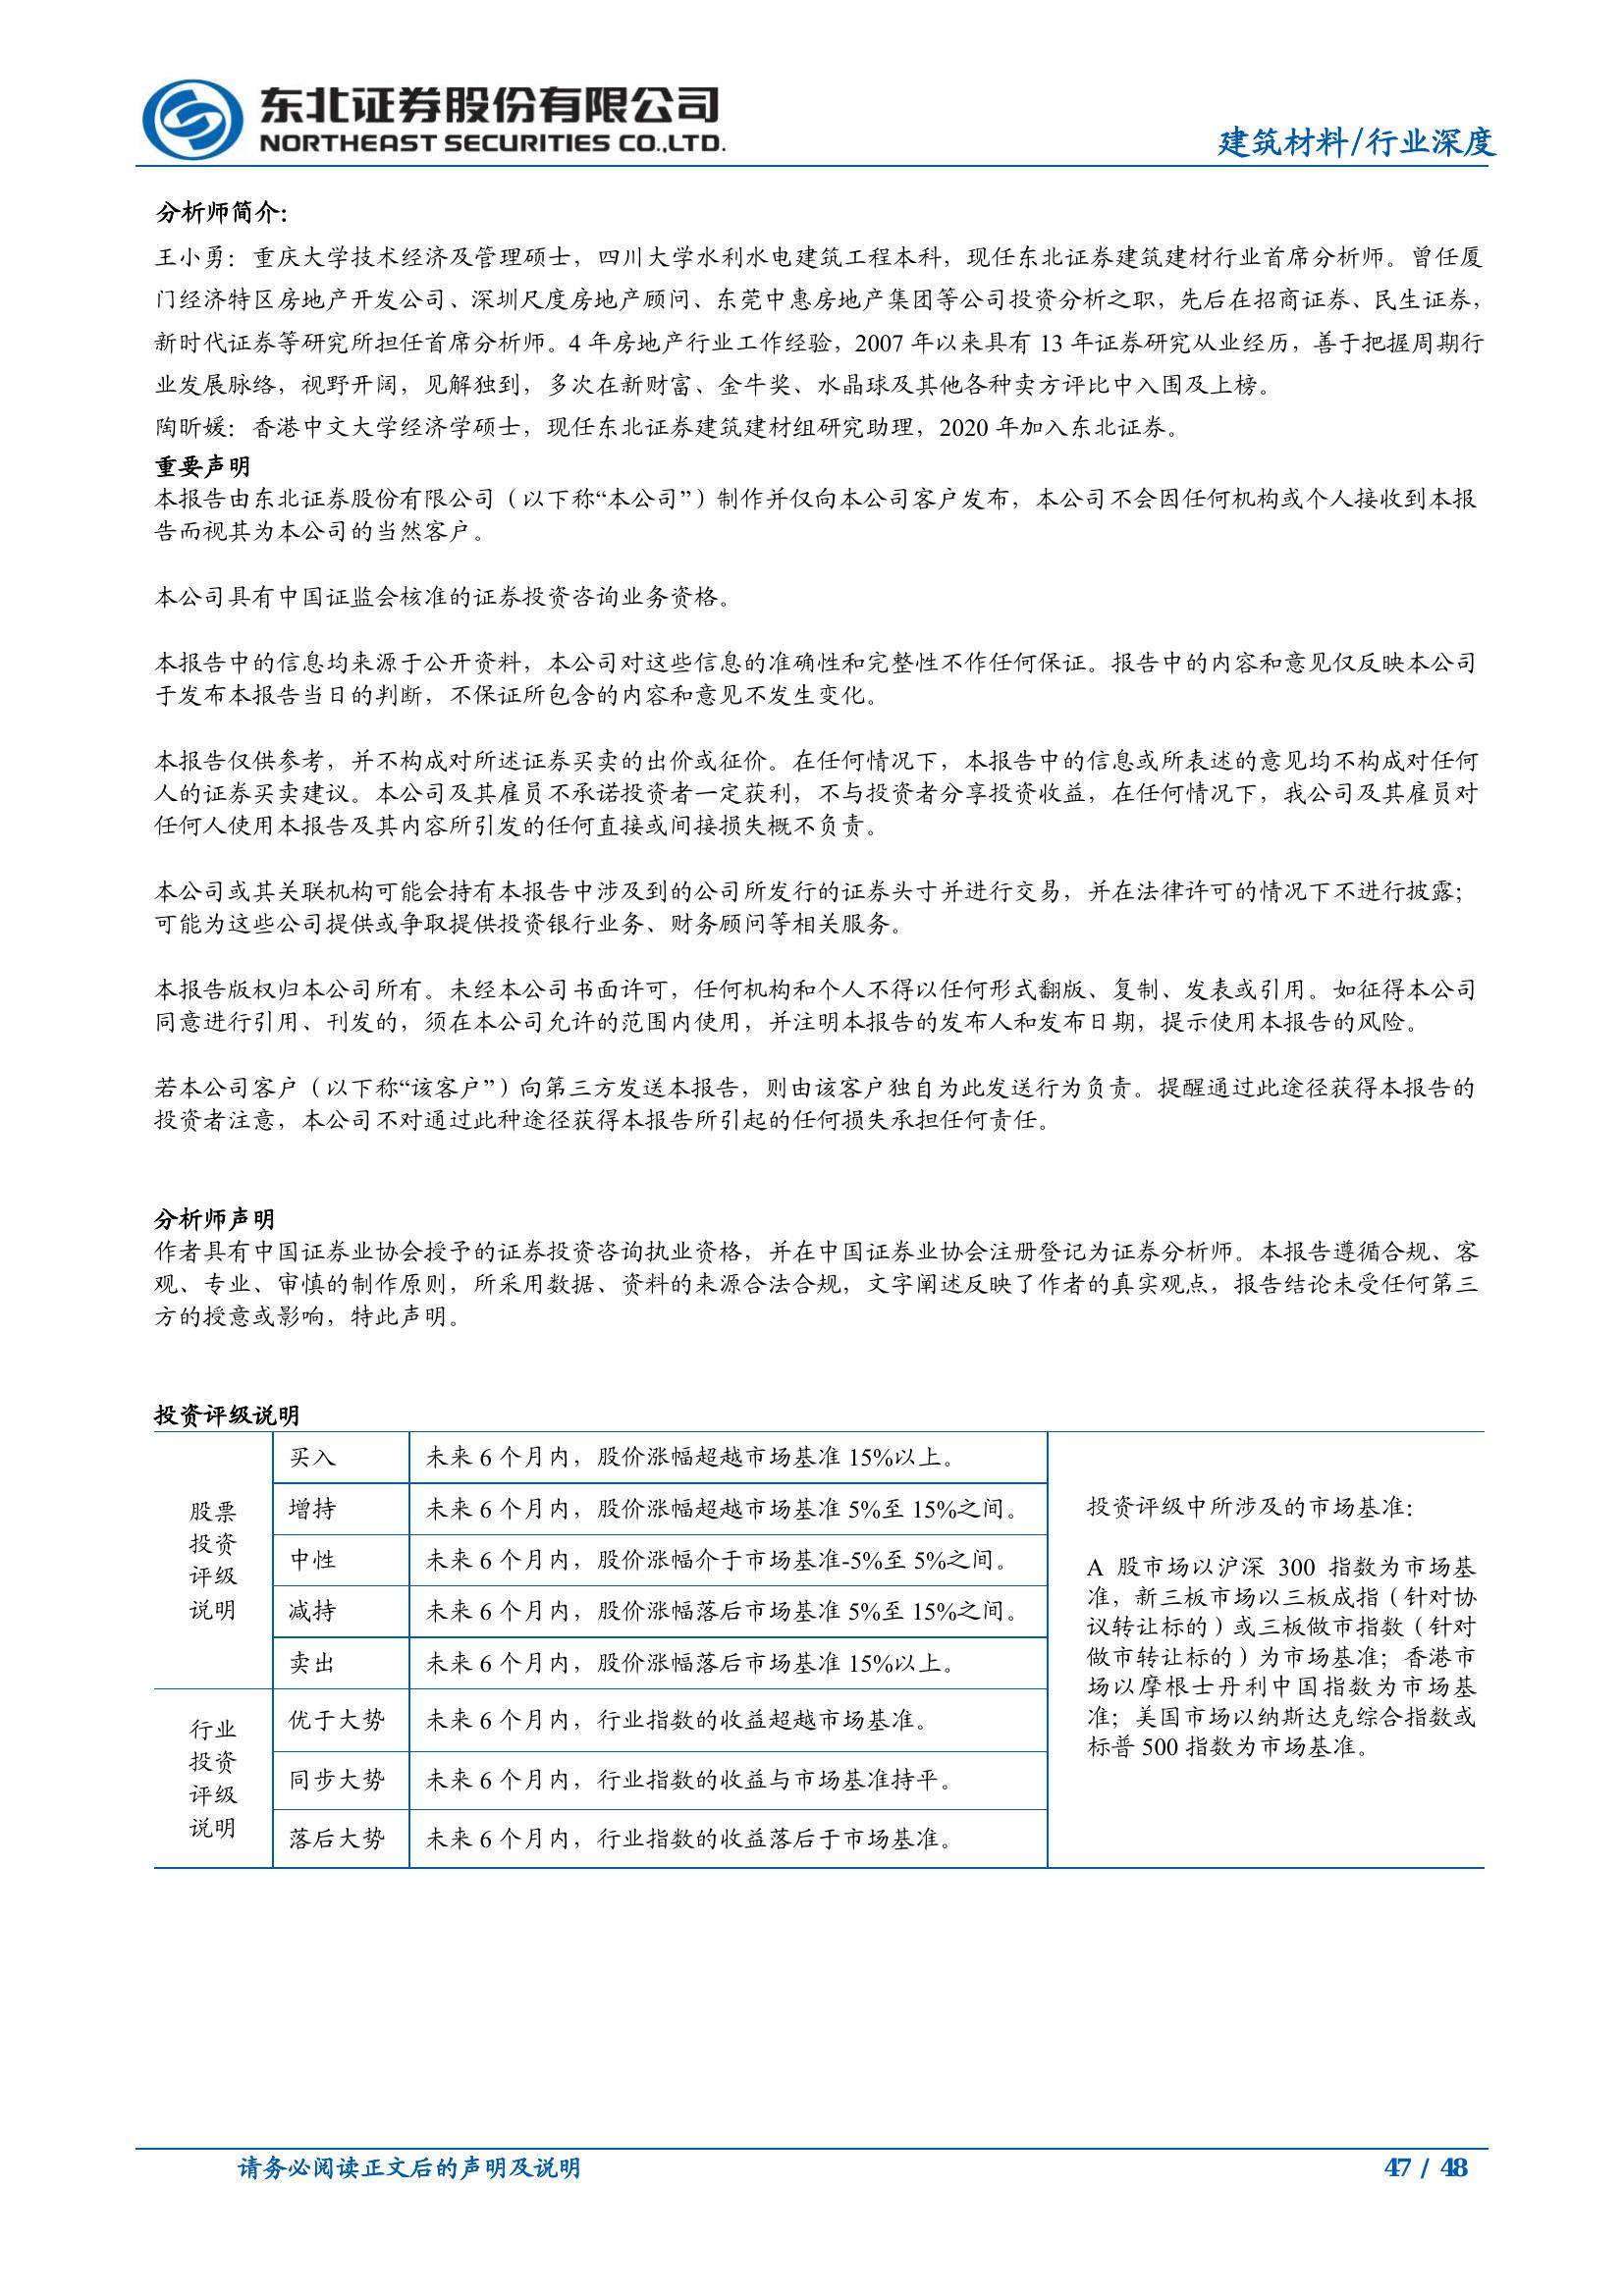 东北证券股份有限公司
NORTHEAST SECURITIES CO.,LTD.
建筑材料/行业深度
分析师简介:
王小勇：重庆大学技术经济及管理硕士，四川大学水利水电建筑工程本科，现任东北证券建筑建材行业首席分析师。曾任厦
门经济特区房地产开发公司、深圳尺度房地产顾问、东莞中惠房地产集团等公司投资分析之职，先后在招商证券、民生证券，
新时代证券等研究所担任首席分析师。4 年房地产行业工作经验，2007 年以来具有 13 年证券研究从业经历，善于把握周期行
业发展脉络，视野开阔，见解独到，多次在新财富、金牛奖、水晶球及其他各种卖方评比中入围及上榜。
陶昕媛：香港中文大学经济学硕士，现任东北证券建筑建材组研究助理，2020 年加入东北证券。
重要声明
本报告由东北证券股份有限公司（以下称“本公司”）制作并仅向本公司客户发布，本公司不会因任何机构或个人接收到本报
告而视其为本公司的当然客户。
本公司具有中国证监会核准的证券投资咨询业务资格。
本报告中的信息均来源于公开资料，本公司对这些信息的准确性和完整性不作任何保证。报告中的内容和意见仅反映本公司
于发布本报告当日的判断，不保证所包含的内容和意见不发生变化。
本报告仅供参考，并不构成对所述证券买卖的出价或征价。在任何情况下，本报告中的信息或所表述的意见均不构成对任何
人的证券买卖建议。本公司及其雇员不承诺投资者一定获利，不与投资者分享投资收益，在任何情况下，我公司及其雇员对
任何人使用本报告及其内容所引发的任何直接或间接损失概不负责。
本公司或其关联机构可能会持有本报告中涉及到的公司所发行的证券头寸并进行交易，并在法律许可的情况下不进行披露；
可能为这些公司提供或争取提供投资银行业务、财务顾问等相关服务。
本报告版权归本公司所有。未经本公司书面许可，任何机构和个人不得以任何形式翻版、复制、发表或引用。如征得本公司
同意进行引用、刊发的，须在本公司允许的范围内使用，并注明本报告的发布人和发布日期，提示使用本报告的风险。
若本公司客户（以下称“该客户”）向第三方发送本报告，则由该客户独自为此发送行为负责。提醒通过此途径获得本报告的
投资者注意，本公司不对通过此种途径获得本报告所引起的任何损失承担任何责任。
分析师声明
作者具有中国证券业协会授予的证券投资咨询执业资格，并在中国证券业协会注册登记为证券分析师。本报告遵循合规、客
观、专业、审慎的制作原则，所采用数据、资料的来源合法合规，文字阐述反映了作者的真实观点，报告结论未受任何第三
方的授意或影响，特此声明。
投资评级说明
股票
投资
评级
说明
买入 未来 6 个月内，股价涨幅超越市场基准 15%以上。
增持 未来 6 个月内，股价涨幅超越市场基准 5%至 15%之间。
中性 未来 6 个月内，股价涨幅介于市场基准-5%至 5%之间。
减持 未来 6 个月内，股价涨幅落后市场基准 5%至 15%之间。
卖出 未来 6 个月内，股价涨幅落后市场基准 15%以上。
行业
投资
评级
说明
优于大势 未来 6 个月内，行业指数的收益超越市场基准。
同步大势 未来 6 个月内，行业指数的收益与市场基准持平。
落后大势 未来 6 个月内，行业指数的收益落后于市场基准。
投资评级中所涉及的市场基准：
A 股市场以沪深 300 指数为市场基
准，新三板市场以三板成指（针对协
议转让标的）或三板做市指数（针对
做市转让标的）为市场基准；香港市
场以摩根士丹利中国指数为市场基
准；美国市场以纳斯达克综合指数或
标普 500 指数为市场基准。
请务必阅读正文后的声明及说明
47 / 48